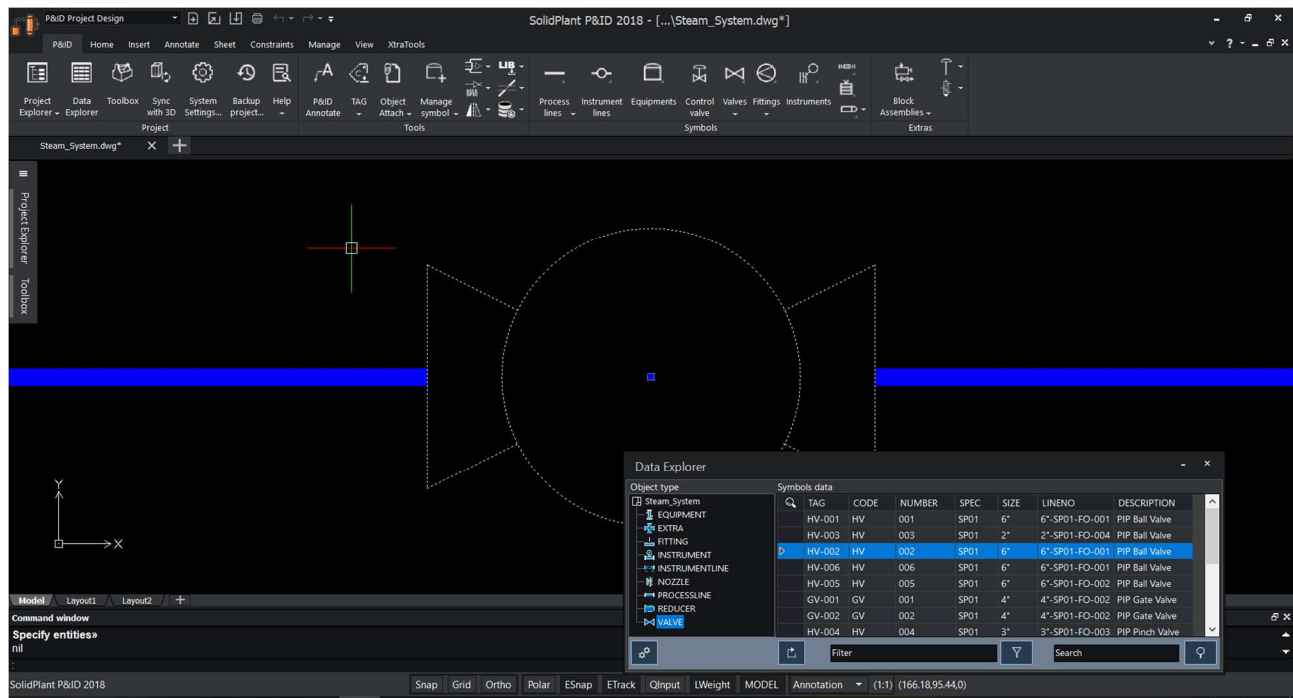 P&ID Project Design
SolidPlant P&ID 2018 - [...\Steam_System.dwg*]
P&ID Home Insert Annotate Sheet Constraints Manage View XtraTools
Project Explorer Data Explorer Toolbox Sync with 3D System Settings... Backup project... Help P&ID Annotate TAG Object Attach Manage symbol LIB Process lines Instrument lines Equipments Control valve Valves Fittings Instruments Block Assemblies
Project Tools Symbols Extras
Steam_System.dwg*
Project Explorer
Toolbox
Y
X
Data Explorer
Object type Symbols data
Steam_System
EQUIPMENT
EXTRA
FITTING
INSTRUMENT
INSTRUMENTLINE
NOZZLE
PROCESSLINE
REDUCER
VALVE
TAG CODE NUMBER SPEC SIZE LINENO DESCRIPTION
HV-001 HV 001 SP01 6" 6"-SP01-FO-001 PIP Ball Valve
HV-003 HV 003 SP01 2" 2"-SP01-FO-004 PIP Ball Valve
HV-002 HV 002 SP01 6" 6"-SP01-FO-001 PIP Ball Valve
HV-006 HV 006 SP01 6" 6"-SP01-FO-001 PIP Ball Valve
HV-005 HV 005 SP01 6" 6"-SP01-FO-002 PIP Ball Valve
GV-001 GV 001 SP01 4" 4"-SP01-FO-002 PIP Gate Valve
GV-002 GV 002 SP01 4" 4"-SP01-FO-002 PIP Gate Valve
HV-004 HV 004 SP01 3" 3"-SP01-FO-003 PIP Pinch Valve
Filter Search
Model Layout1 Layout2
Command window
Specify entities»
nil
:
SolidPlant P&ID 2018 Snap Grid Ortho Polar ESnap ETrack QInput LWeight MODEL Annotation (1:1) (166.18,95.44,0)